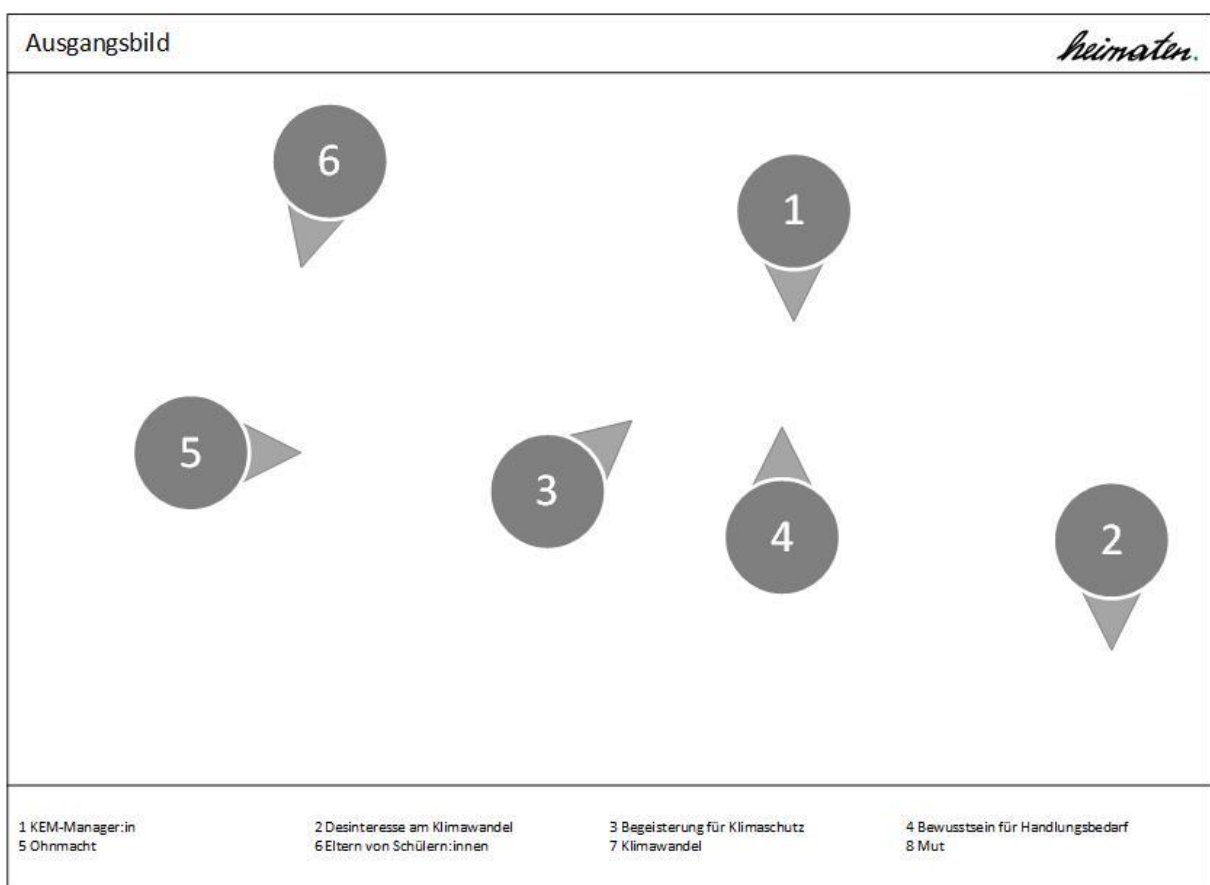 Ausgangsbild
heimaten.
6
1
5
3
4
2
1 KEM-Manager:in 2 Desinteresse am Klimawandel 3 Begeisterung für Klimaschutz 4 Bewusstsein für Handlungsbedarf
5 Ohnmacht 6 Eltern von Schülern:innen 7 Klimawandel 8 Mut